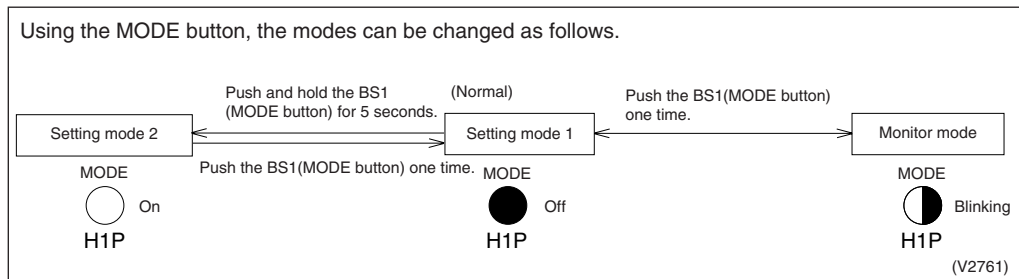 Using the MODE button, the modes can be changed as follows.
Push and hold the BS1
(MODE button) for 5 seconds.
(Normal)
Push the BS1(MODE button)
one time.
Setting mode 2
Setting mode 1
Monitor mode
Push the BS1(MODE button) one time.
MODE
On
H1P
MODE
Off
H1P
MODE
Blinking
H1P
(V2761)